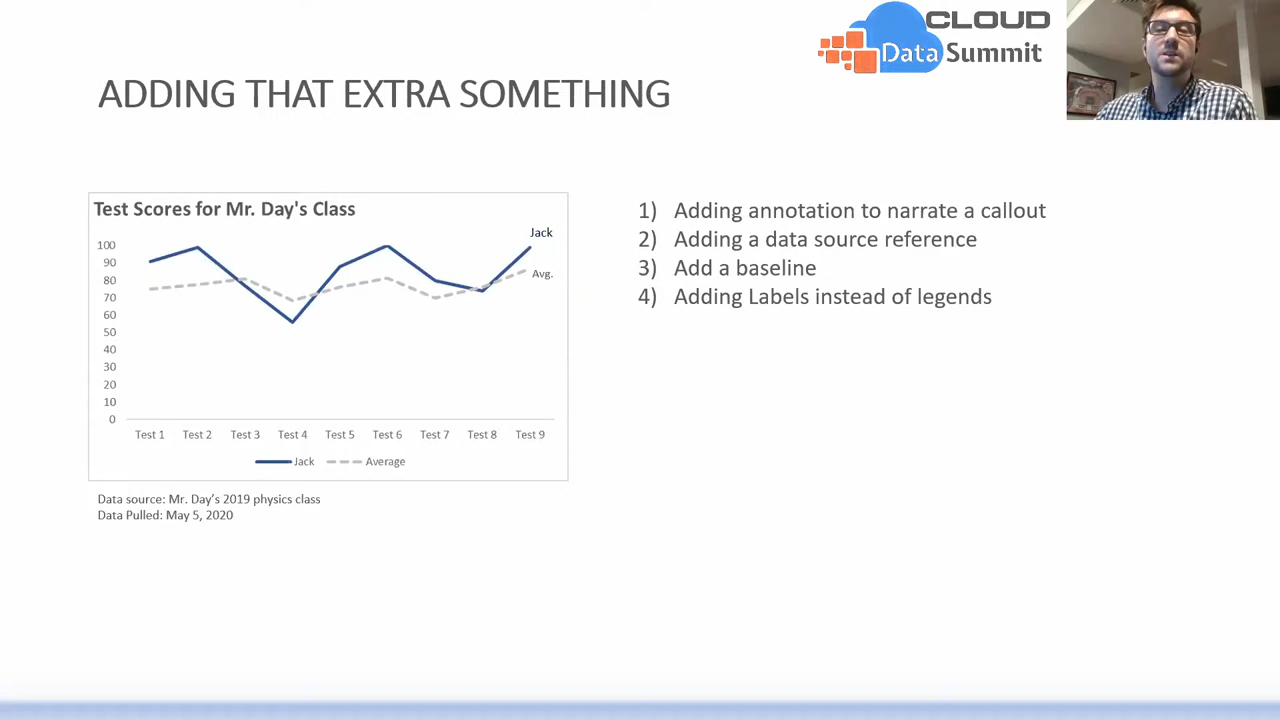 CLOUD
Data Summit
ADDING THAT EXTRA SOMETHING
Test Scores for Mr. Day's Class
Jack
Avg.
100
90
80
70
60
50
40
30
20
10
0
Test 1 Test 2 Test 3 Test 4 Test 5 Test 6 Test 7 Test 8 Test 9
Jack Average
Data source: Mr. Day’s 2019 physics class
Data Pulled: May 5, 2020
1) Adding annotation to narrate a callout
2) Adding a data source reference
3) Add a baseline
4) Adding Labels instead of legends